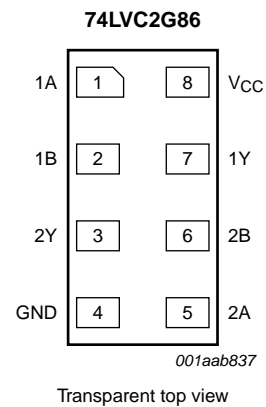 74LVC2G86
1A 1 8 VCC
1B 2 7 1Y
2Y 3 6 2B
GND 4 5 2A
001aab837
Transparent top view